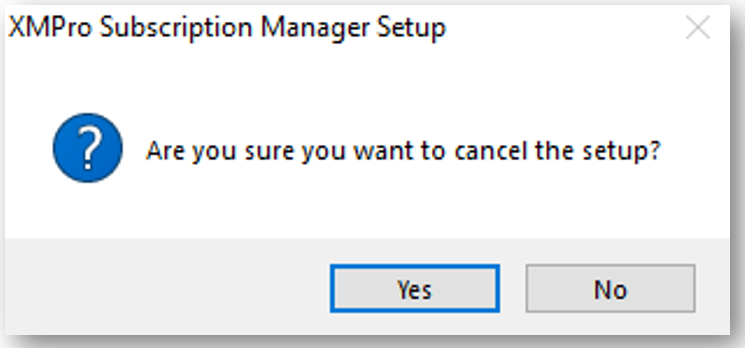 XMPro Subscription Manager Setup
Are you sure you want to cancel the setup?
Yes
No